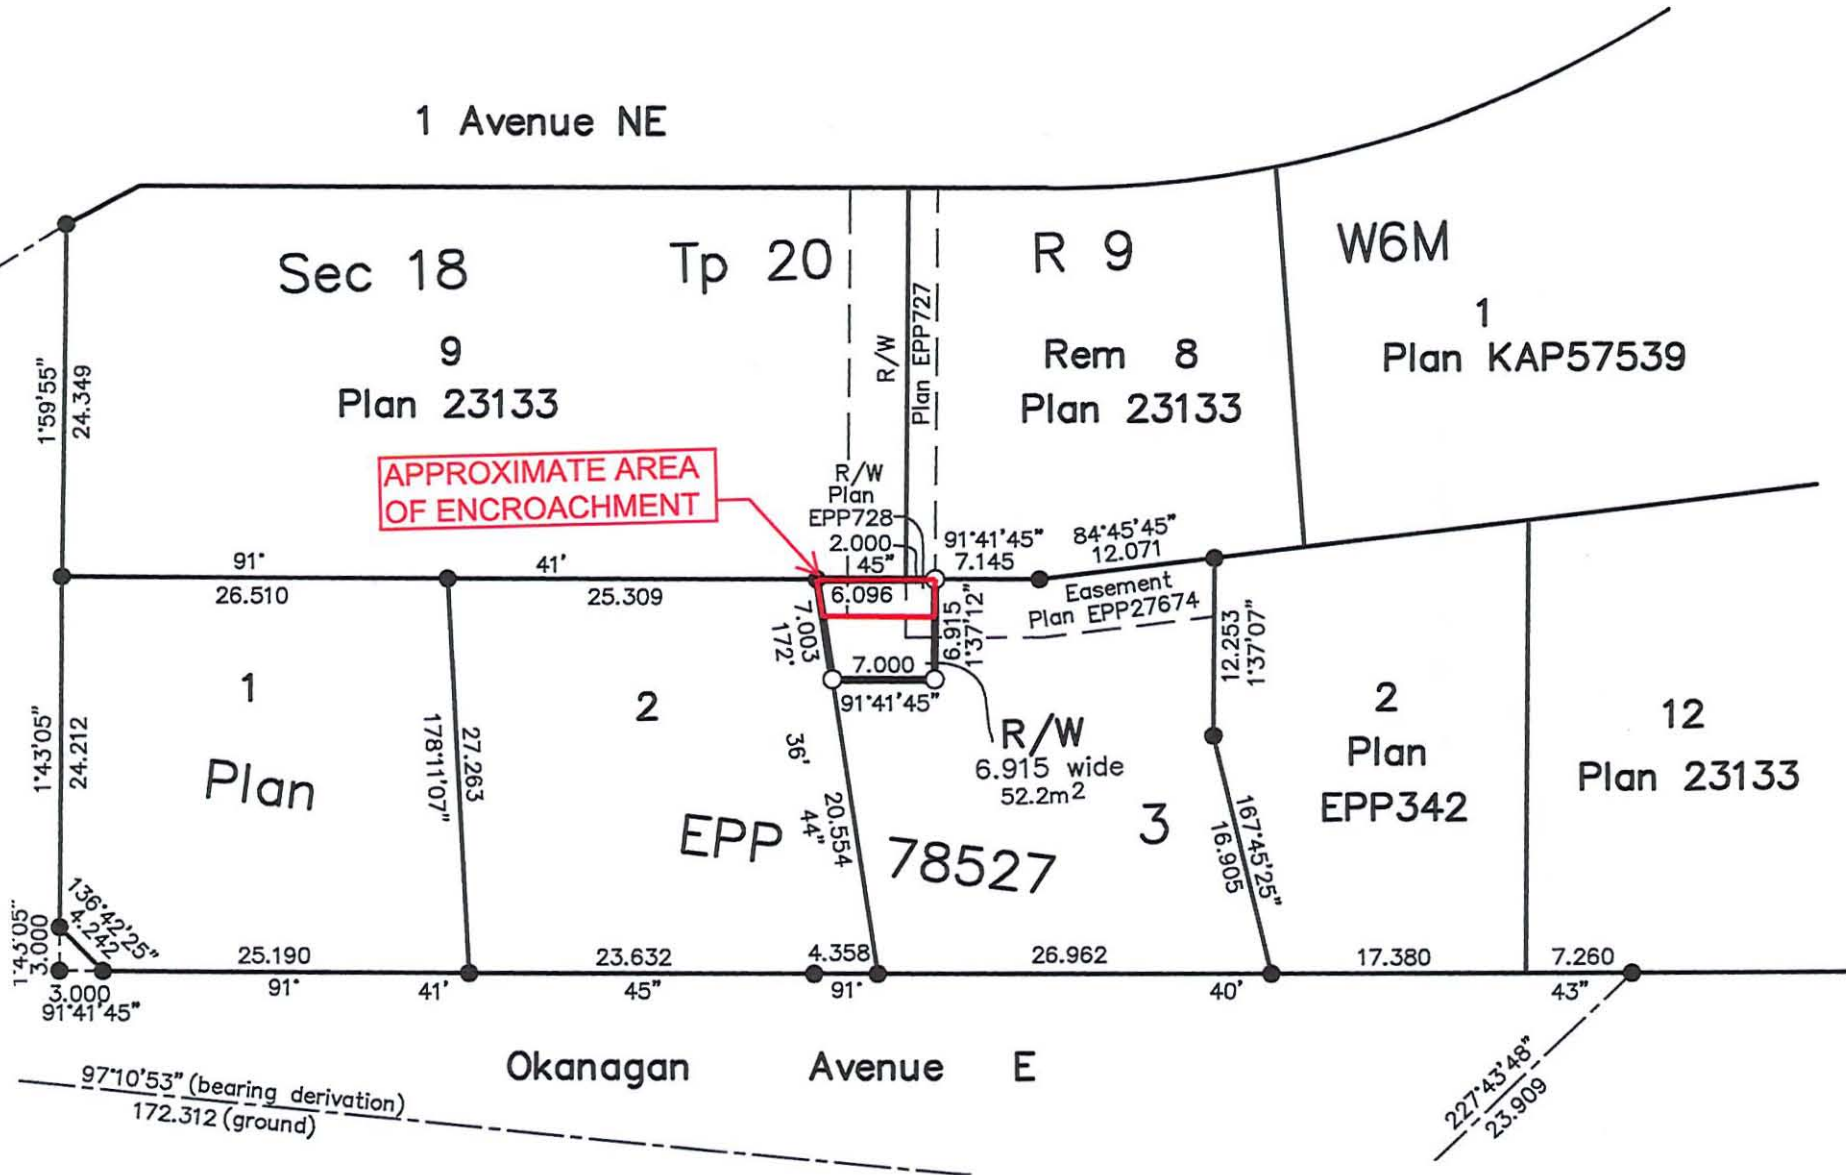 1 Avenue NE
Sec 18
Tp 20
R 9
W6M
9
Plan 23133
R/W
Plan EPP727
Rem 8
Plan 23133
1
Plan KAP57539
1°59'55"
24.349
APPROXIMATE AREA
OF ENCROACHMENT
R/W
Plan
EPP728
2.000
91°
41'
45"
26.510
25.309
6.096
91°41'45"
7.145
84°45'45"
12.071
Easement
Plan EPP27674
7.003
172°
6.915
1°37'12"
7.000
91°41'45"
12.253
1°37'07"
1
Plan
2
EPP
78527
3
R/W
6.915 wide
52.2m²
2
Plan
EPP342
12
Plan 23133
1°43'05"
24.212
178°11'07"
27.263
36'
20.554
44"
167°45'25"
16.905
136°42'25"
4.242
1°43'05"
3.000
3.000
91°41'45"
25.190
23.632
4.358
26.962
17.380
7.260
91°
41'
45"
91°
40'
43"
Okanagan Avenue E
97°10'53" (bearing derivation)
172.312 (ground)
227°43'48"
23.909